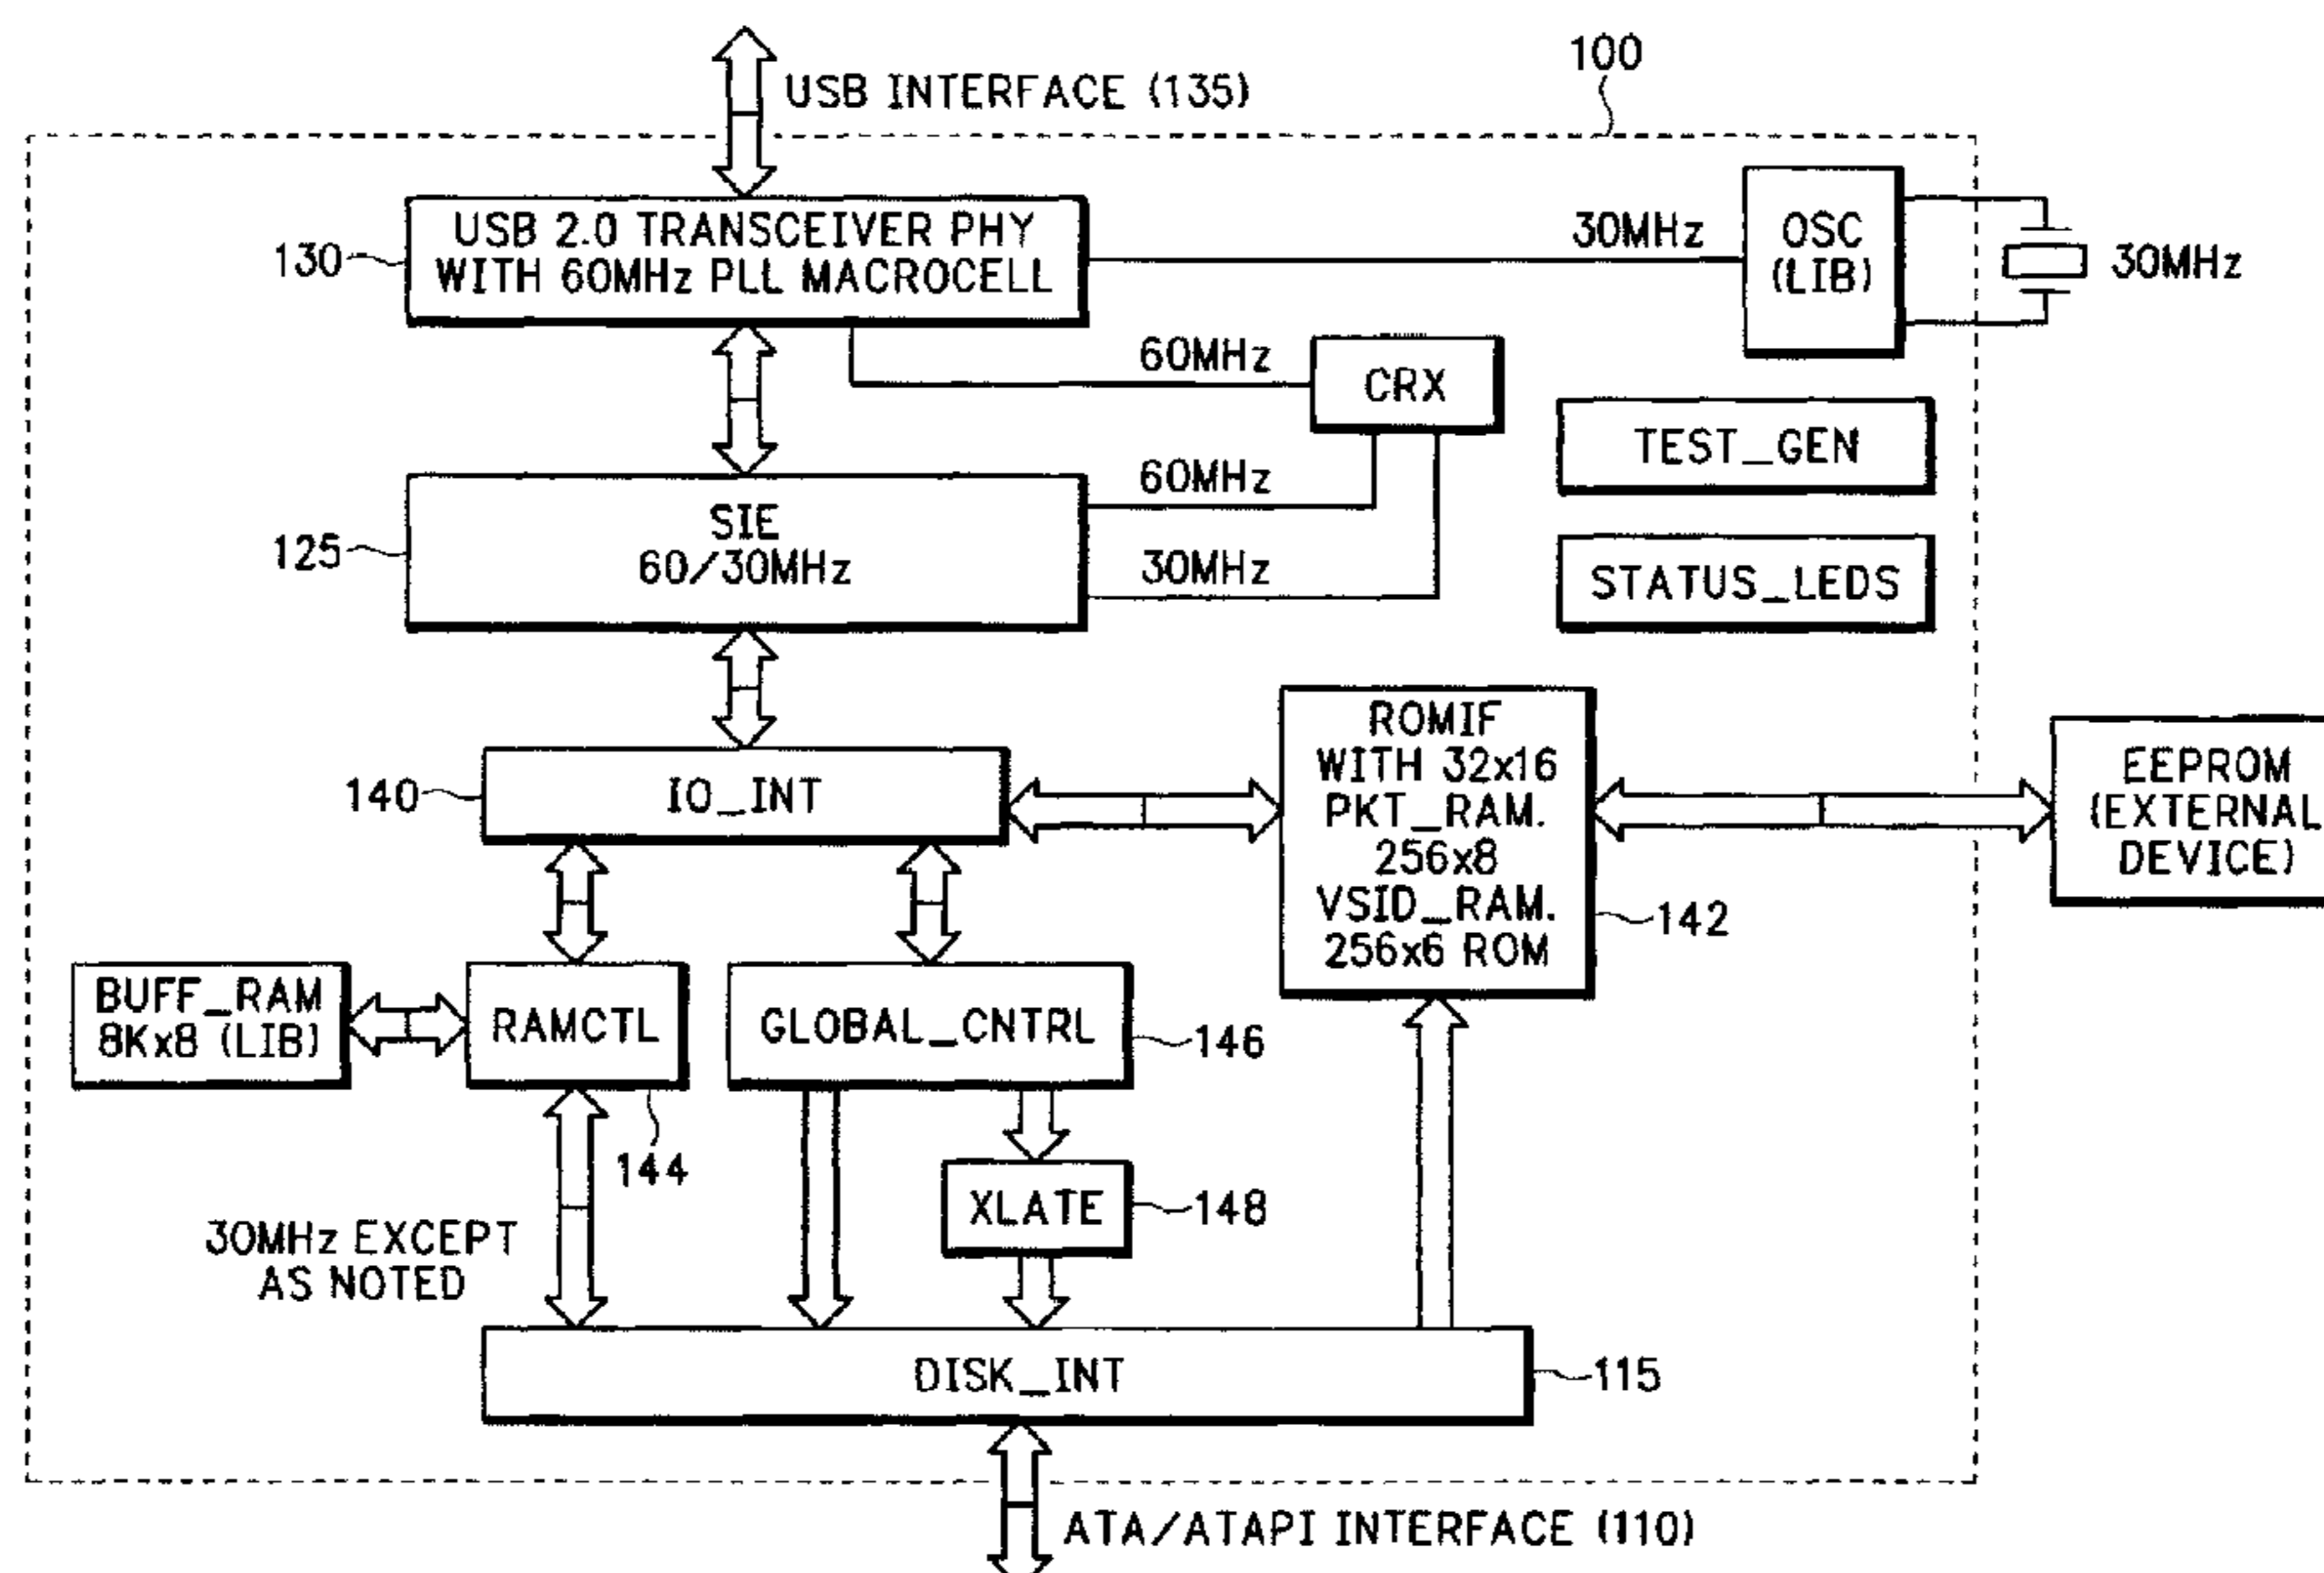 USB INTERFACE (135)
100
USB 2.0 TRANSCEIVER PHY
WITH 60MHz PLL MACROCELL
130
30MHz
OSC
(LIB)
30MHz
60MHz
CRX
TEST_GEN
60MHz
SIE
60/30MHz
125
30MHz
STATUS_LEDS
ROMIF
WITH 32x16
PKT_RAM.
256x8
VSID_RAM.
256x6 ROM
142
EEPROM
(EXTERNAL
DEVICE)
140
IO_INT
BUFF_RAM
8Kx8 (LIB)
RAMCTL
GLOBAL_CNTRL
146
144
XLATE
148
30MHz EXCEPT
AS NOTED
DISK_INT
115
ATA/ATAPI INTERFACE (110)